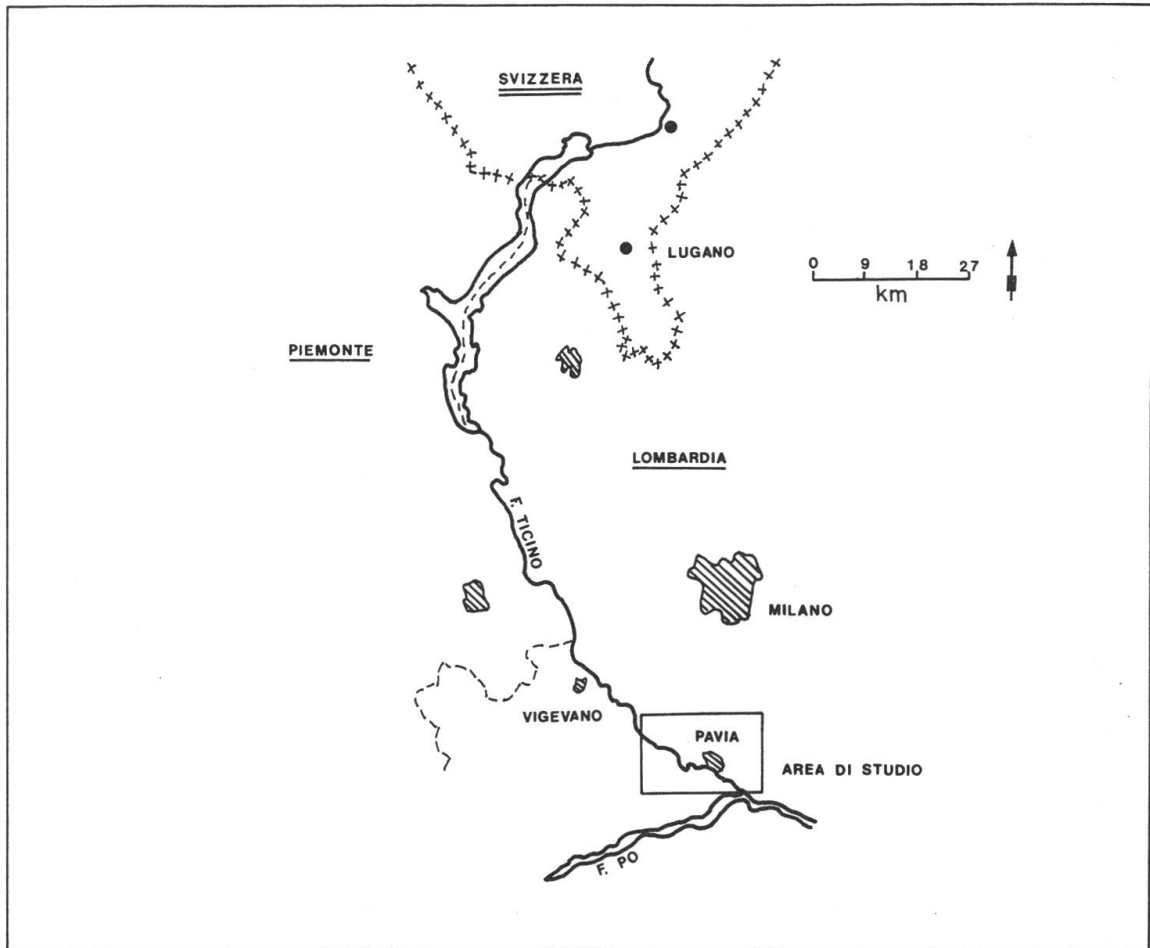 SVIZZERA
LUGANO
0 9 18 27
km
PIEMONTE
LOMBARDIA
F. TICINO
MILANO
VIGEVANO
PAVIA
AREA DI STUDIO
F. PO